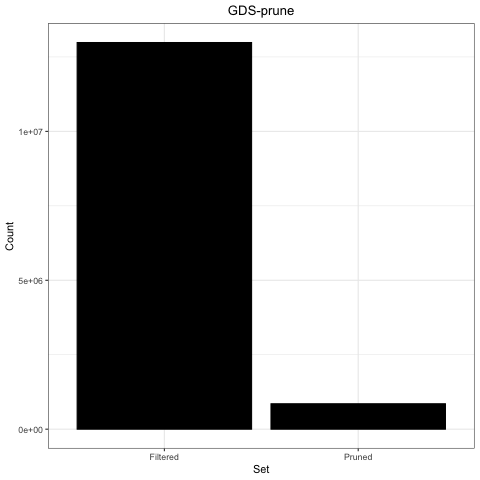 GDS-prune
Count
1e+07
5e+06
0e+00
Filtered
Pruned
Set